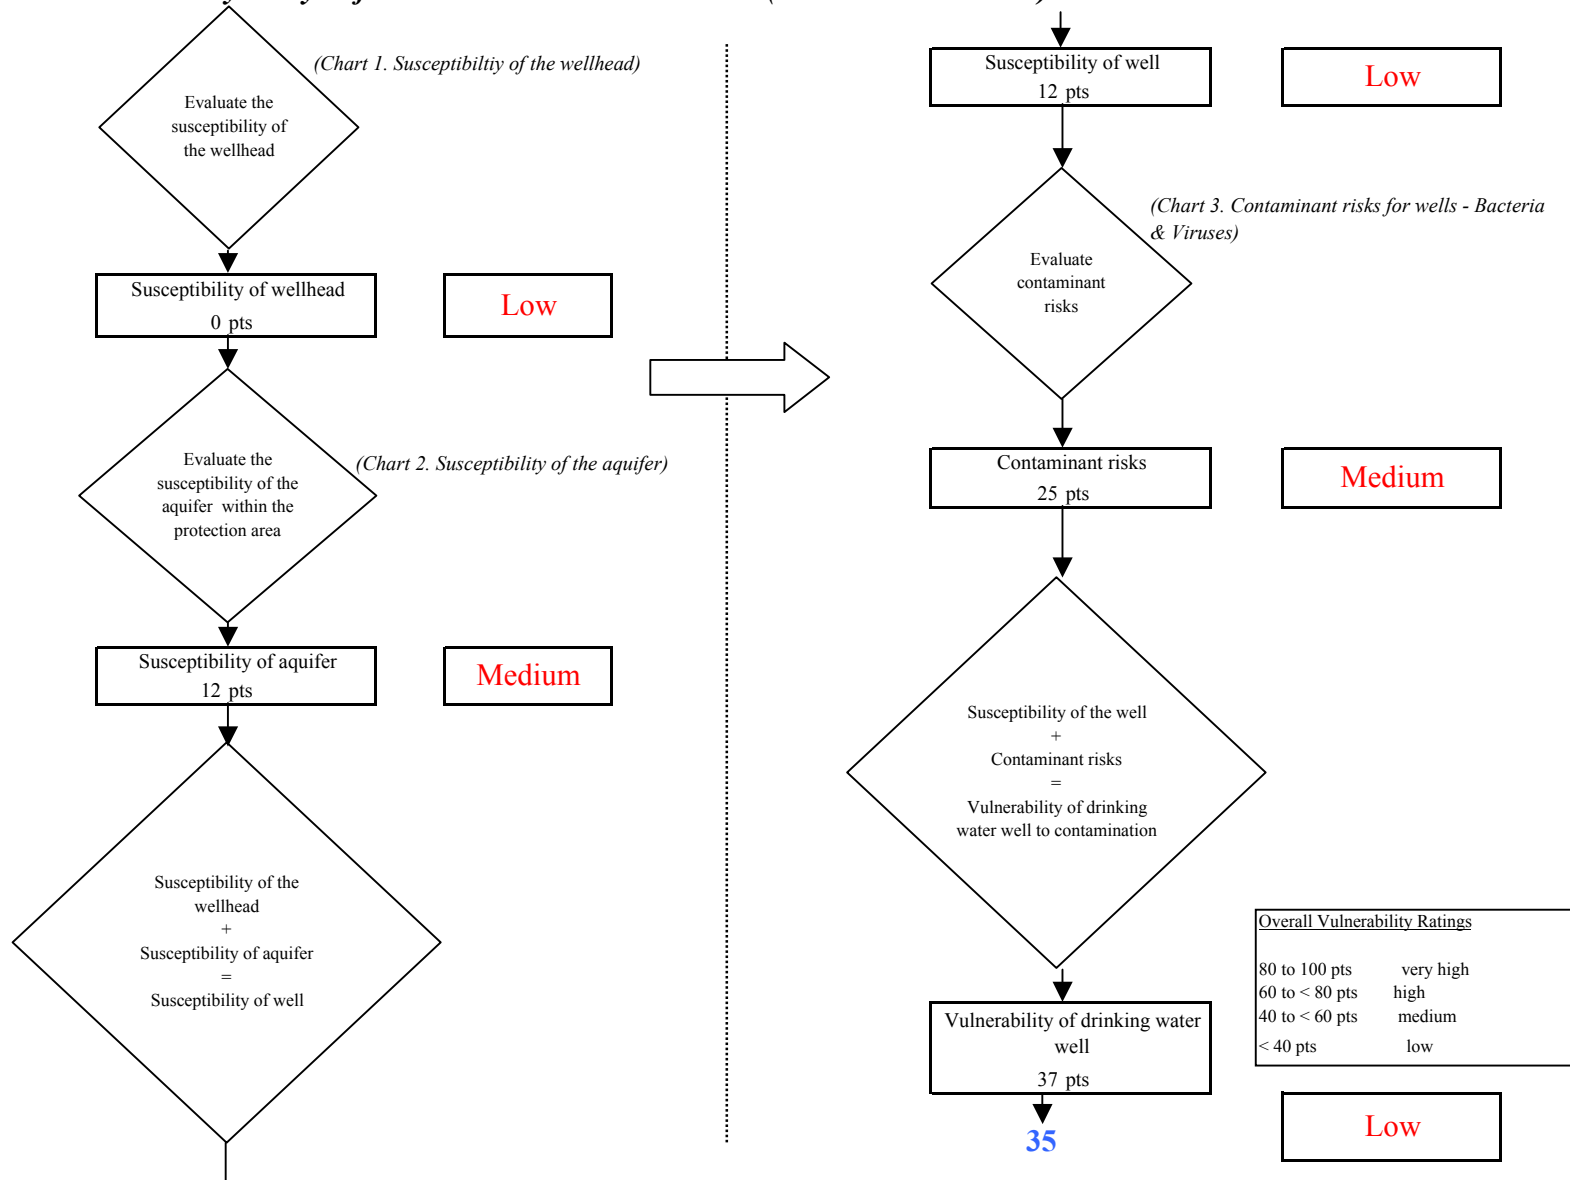 (Chart 1. Susceptibiltiy of the wellhead)
Evaluate the
susceptibility of
the wellhead
Susceptibility of wellhead
0 pts
Low
Evaluate the
susceptibility of the
aquifer within the
protection area
(Chart 2. Susceptibility of the aquifer)
Susceptibility of aquifer
12 pts
Medium
Susceptibility of the
wellhead
+
Susceptibility of aquifer
=
Susceptibility of well
Susceptibility of well
12 pts
Low
(Chart 3. Contaminant risks for wells - Bacteria
& Viruses)
Evaluate
contaminant
risks
Contaminant risks
25 pts
Medium
Susceptibility of the well
+
Contaminant risks
=
Vulnerability of drinking
water well to contamination
Overall Vulnerability Ratings
80 to 100 pts very high
60 to < 80 pts high
40 to < 60 pts medium
< 40 pts low
Vulnerability of drinking water
well
37 pts
35
Low